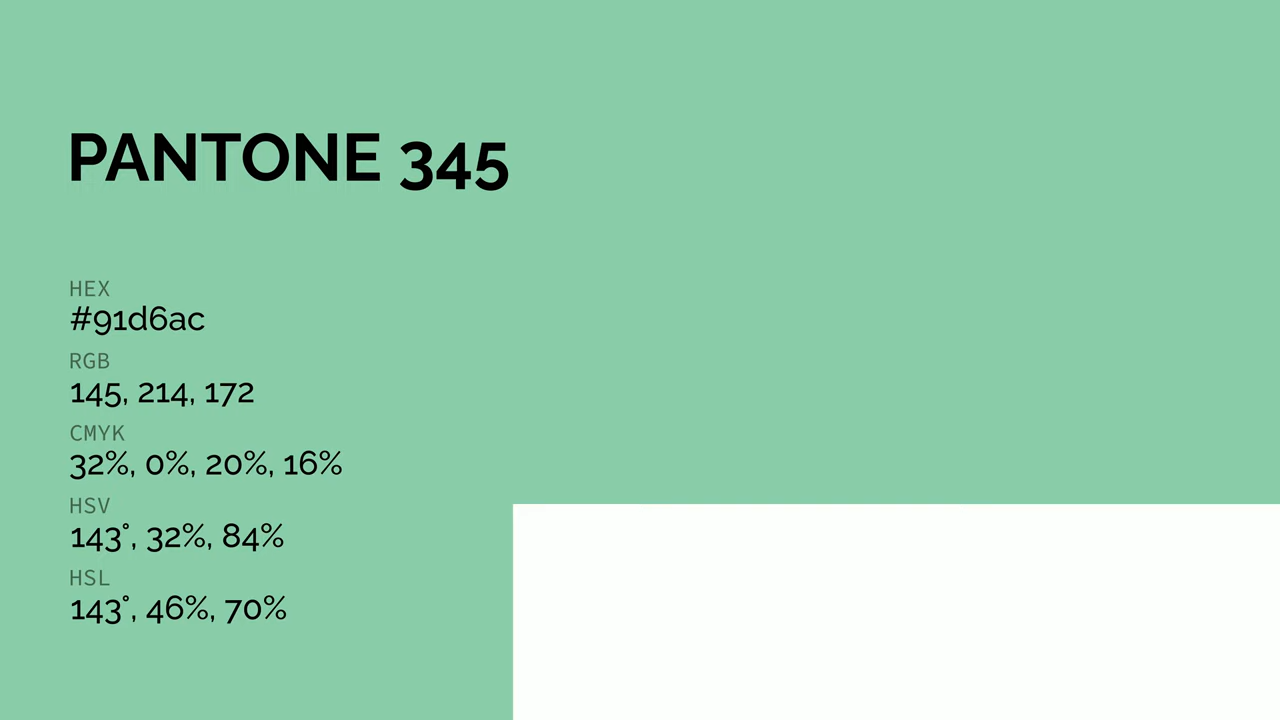 PANTONE 345
HEX
#91d6ac
RGB
145, 214, 172
CMYK
32%, 0%, 20%, 16%
HSV
143°, 32%, 84%
HSL
143°, 46%, 70%